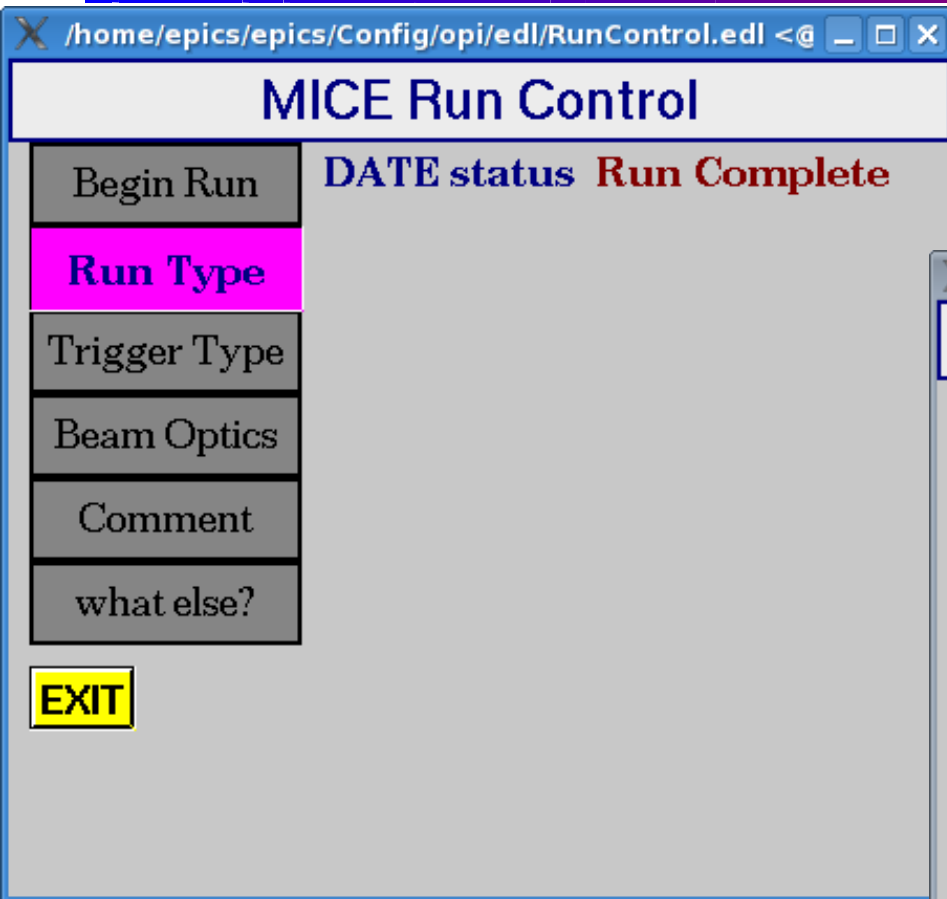 /home/epics/epics/Config/opi/edl/RunControl.edl <@
MICE Run Control
Begin Run
DATE status Run Complete
Run Type
Trigger Type
Beam Optics
Comment
what else?
EXIT